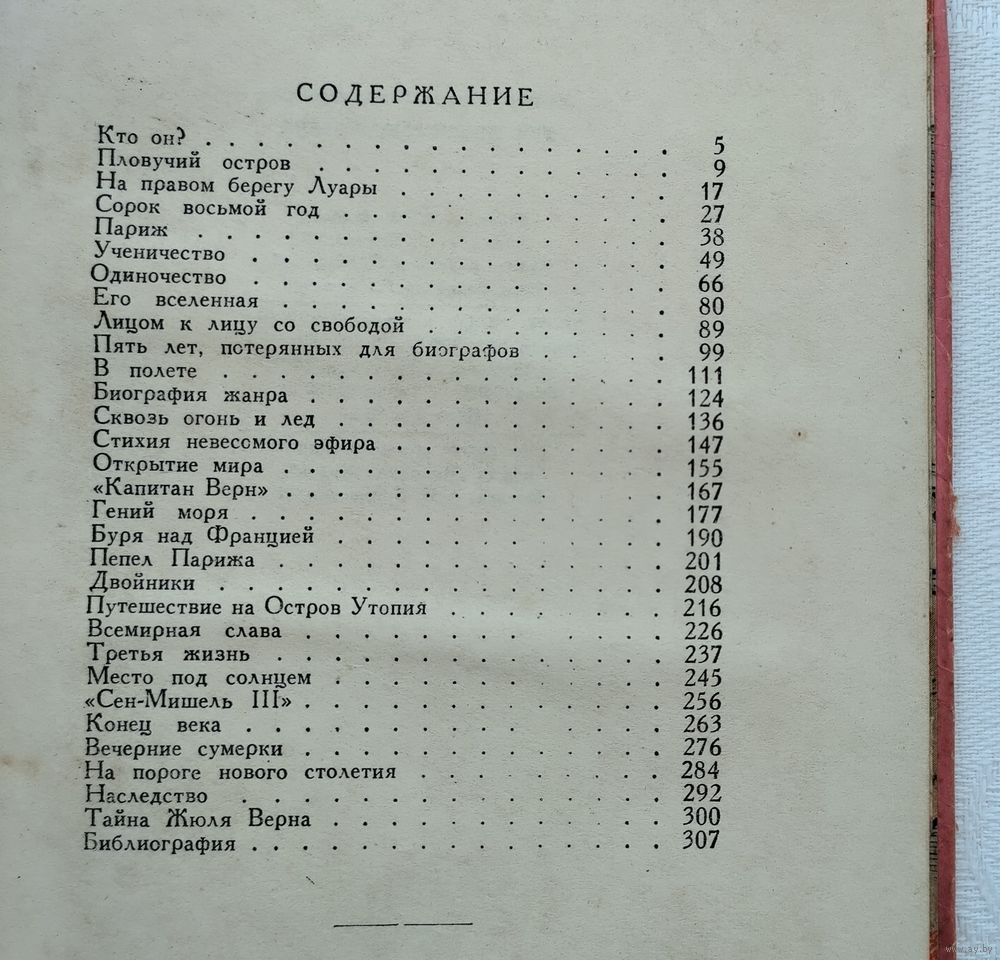 СОДЕРЖАНИЕ
Кто он? . . . . . . . . . . . . . . . . . 5
Пловучий остров . . . . . . . . . . . . . 9
На правом берегу Луары . . . . . . . . . . 17
Сорок восьмой год . . . . . . . . . . . . 27
Париж . . . . . . . . . . . . . . . . . 38
Ученичество . . . . . . . . . . . . . . . 49
Одиночество . . . . . . . . . . . . . . . 66
Его вселенная . . . . . . . . . . . . . . 80
Лицом к лицу со свободой . . . . . . . . . 89
Пять лет, потерянных для биографов . . . . . 99
В полете . . . . . . . . . . . . . . . . 111
Биография жанра . . . . . . . . . . . . . 124
Сквозь огонь и лед . . . . . . . . . . . . 136
Стихия невесомого эфира . . . . . . . . . . 147
Открытие мира . . . . . . . . . . . . . . 155
«Капитан Верн» . . . . . . . . . . . . . . 167
Гений моря . . . . . . . . . . . . . . . 177
Буря над Францией . . . . . . . . . . . . 190
Пепел Парижа . . . . . . . . . . . . . . 201
Двойники . . . . . . . . . . . . . . . . 208
Путешествие на Остров Утопия . . . . . . . . 216
Всемирная слава . . . . . . . . . . . . . 226
Третья жизнь . . . . . . . . . . . . . . 237
Место под солнцем . . . . . . . . . . . . 245
«Сен-Мишель III» . . . . . . . . . . . . . 256
Конец века . . . . . . . . . . . . . . . 263
Вечерние сумерки . . . . . . . . . . . . . 276
На пороге нового столетия . . . . . . . . . 284
Наследство . . . . . . . . . . . . . . . 292
Тайна Жюля Верна . . . . . . . . . . . . 300
Библиография . . . . . . . . . . . . . . . 307
www.ay.by